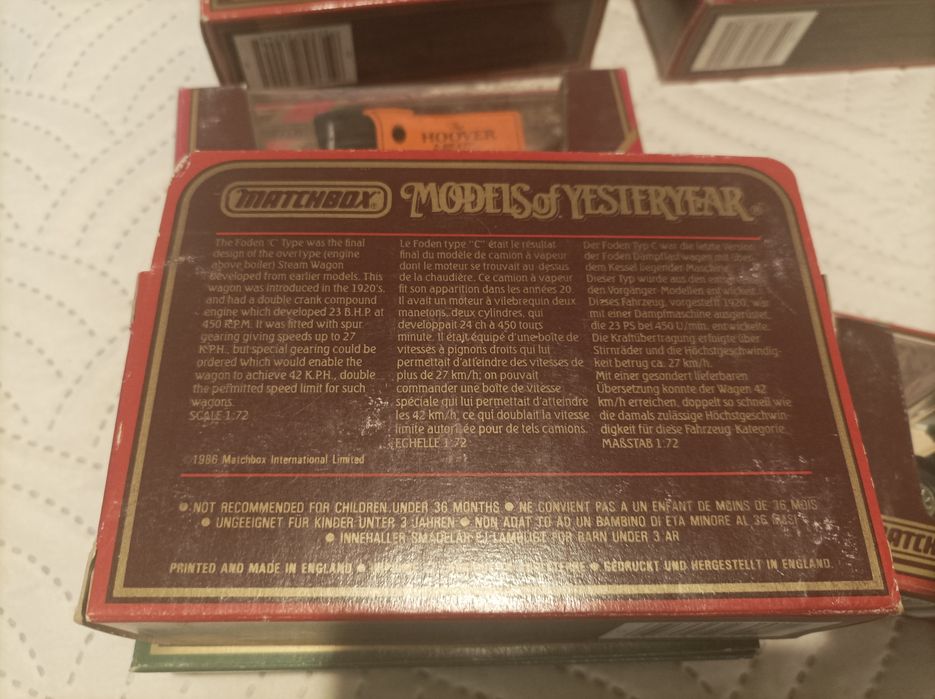 HOOVER
MATCHBOX MODELS of YESTERYEAR
The Foden "C" Type was the final
design of the overtype (engine
above boiler) Steam Wagon
developed from earlier models. This
wagon was introduced in the 1920's
and had a double crank compound
engine which developed 23 B.H.P. at
450 R.P.M. It was fitted with spur
gearing giving speeds up to 27
K.P.H., but special gearing could be
ordered which would enable the
wagon to achieve 42 K.P.H., double
the permitted speed limit for such
wagons.
SCALE 1:72
1986 Matchbox International Limited
Le Foden type "C" était le résultat
final du modèle de camion à vapeur
dont le moteur se trouvait au dessus
de la chaudière. Ce camion à vapeur
fit son apparition dans les années 20.
Il avait un moteur à vilebrequin deux
manetons, deux cylindres, qui
developpait 24 ch à 450 tours
minute. Il était équipé d'une boîte de
vitesses à pignons droits qui lui
permettait d'atteindre des vitesses de
plus de 27 km/h; on pouvait
commander une boîte de vitesse
spéciale qui lui permettait d'atteindre
les 42 km/h, ce qui doublait la vitesse
limite autorisée pour de tels camions.
ECHELLE 1:72
Der Foden Typ C war die letzte Version
der Foden Dampflastwagen mit über
dem Kessel liegender Maschine.
Dieser Typ wurde aus den
den Vorgänger-Modellen entwickelt.
Dieses Fahrzeug, vorgestellt 1920, war
mit einer Dampfmaschine ausgerüstet,
die 23 PS bei 450 U/min. entwickelte.
Die Kraftübertragung erfolgte über
Stirnräder und die Höchstgeschwindig-
keit betrug ca. 27 km/h.
Mit einer gesondert lieferbaren
Übersetzung konnte der Wagen 42
km/h erreichen, doppelt so schnell wie
die damals zulässige Höchstgeschwin-
digkeit für diese Fahrzeug-Kategorie.
MAßSTAB 1:72
● NOT RECOMMENDED FOR CHILDREN UNDER 36 MONTHS ● NE CONVIENT PAS A UN ENFANT DE MOINS DE 36 MOIS
● UNGEEIGNET FÜR KINDER UNTER 3 JAHREN ● NON ADATTO AD UN BAMBINO DI ETA MINORE AL 36 MASI
● INNEHALLER SMADELAR EJ LAMPLIGT FOR BARN UNDER 3 AR
PRINTED AND MADE IN ENGLAND ● ● GEDRUCKT UND HERGESTELLT IN ENGLAND.